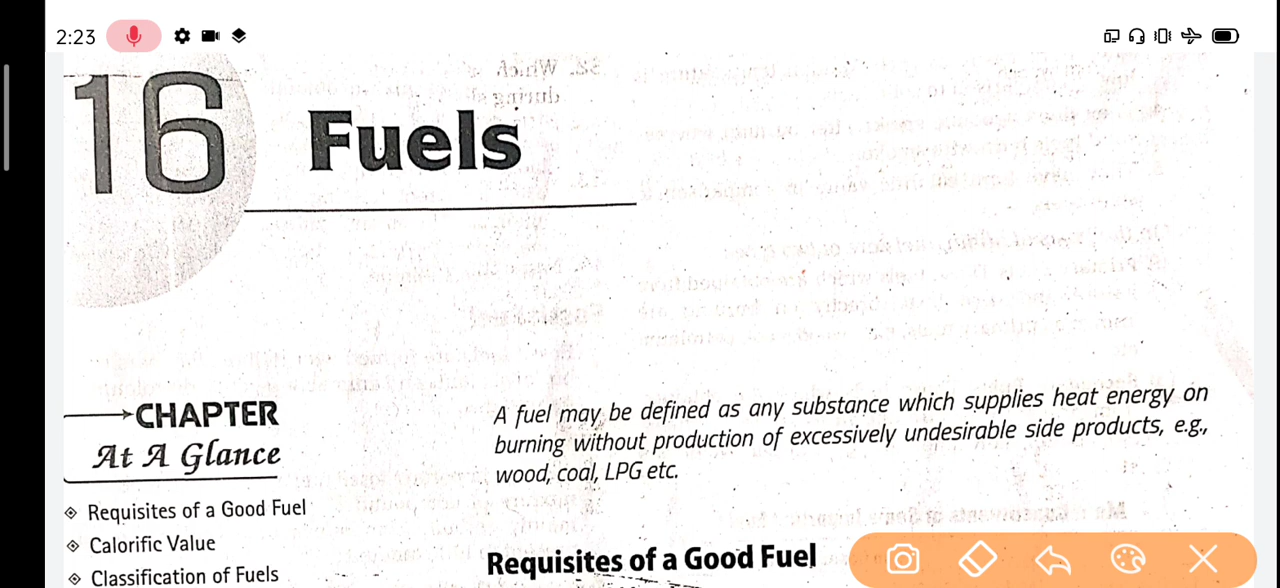 2:23
16
Fuels
CHAPTER
At A Glance
Requisites of a Good Fuel
Calorific Value
Classification of Fuels
A fuel may be defined as any substance which supplies heat energy on
burning without production of excessively undesirable side products, e.g.,
wood, coal, LPG etc.
Requisites of a Good Fuel